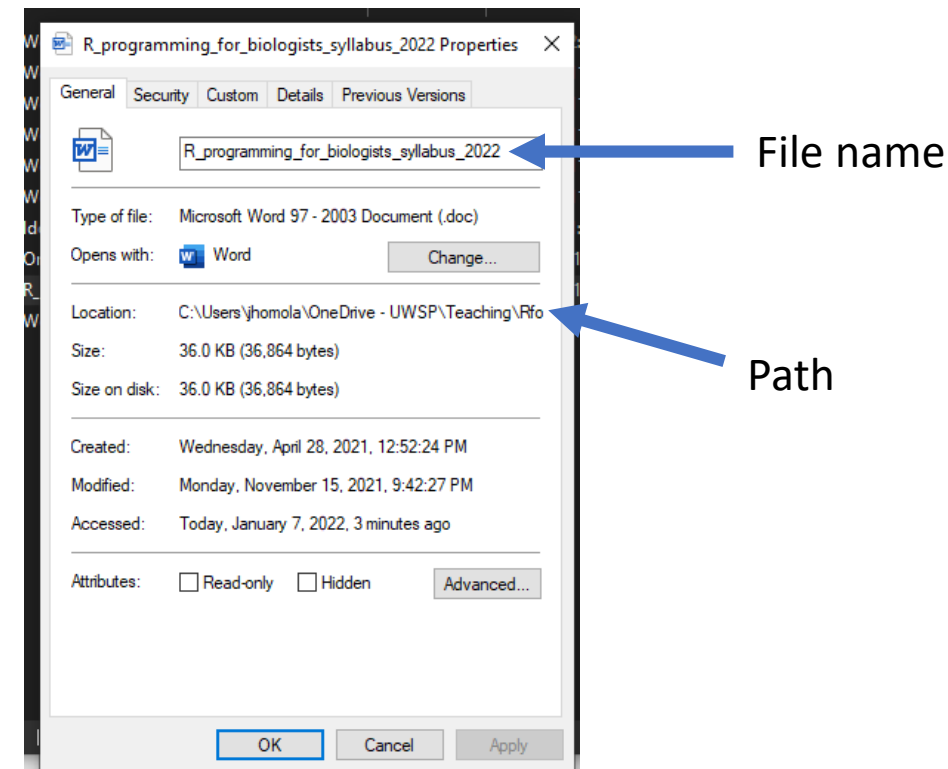 R_programming_for_biologists_syllabus_2022 Properties
General Security Custom Details Previous Versions
R_programming_for_biologists_syllabus_2022
File name
Type of file: Microsoft Word 97 - 2003 Document (.doc)
Opens with: Word Change...
Location: C:\Users\jhomola\OneDrive - UWSP\Teaching\Rfo
Size: 36.0 KB (36,864 bytes)
Path
Size on disk: 36.0 KB (36,864 bytes)
Created: Wednesday, April 28, 2021, 12:52:24 PM
Modified: Monday, November 15, 2021, 9:42:27 PM
Accessed: Today, January 7, 2022, 3 minutes ago
Attributes: Read-only Hidden Advanced...
OK Cancel Apply